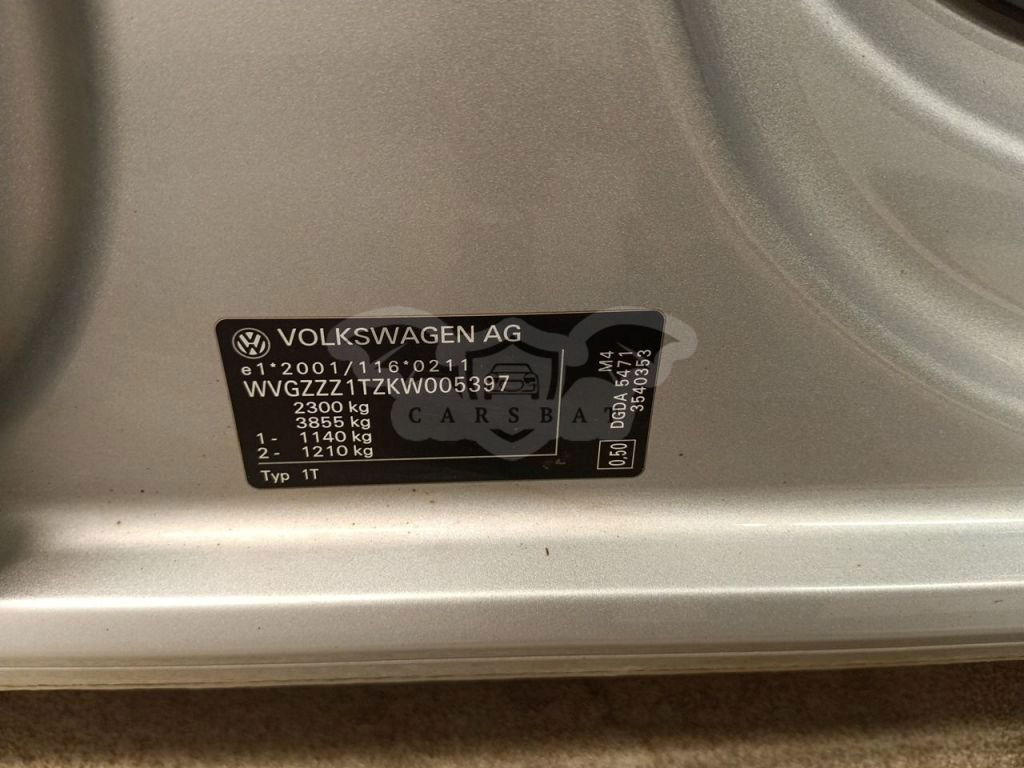 VOLKSWAGEN AG
e1*2001/116*0211
WVGZZZ1TZKW005397
2300 kg
3855 kg
1- 1140 kg
2- 1210 kg
Typ 1T
M4
0,50 DGDA 5471
3540353
CARSBAT